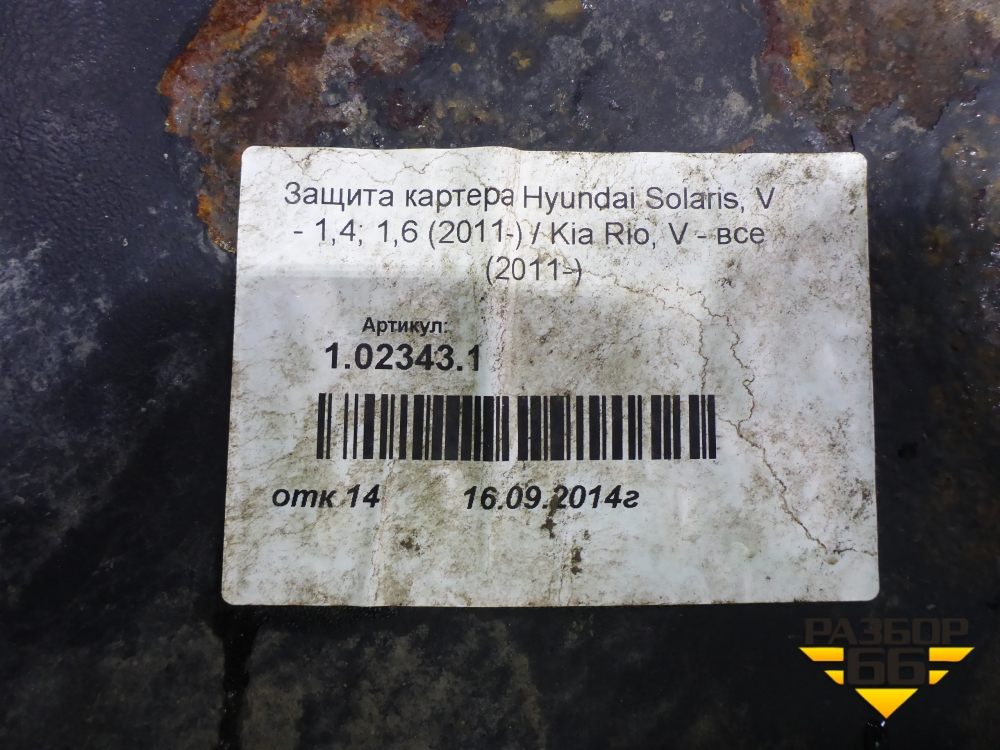 Защита картера Hyundai Solaris, V
- 1,4; 1,6 (2011-) / Kia Rio, V - все
(2011-)
Артикул:
1.02343.1
отк 14 16.09.2014г
РАЗБОР
66